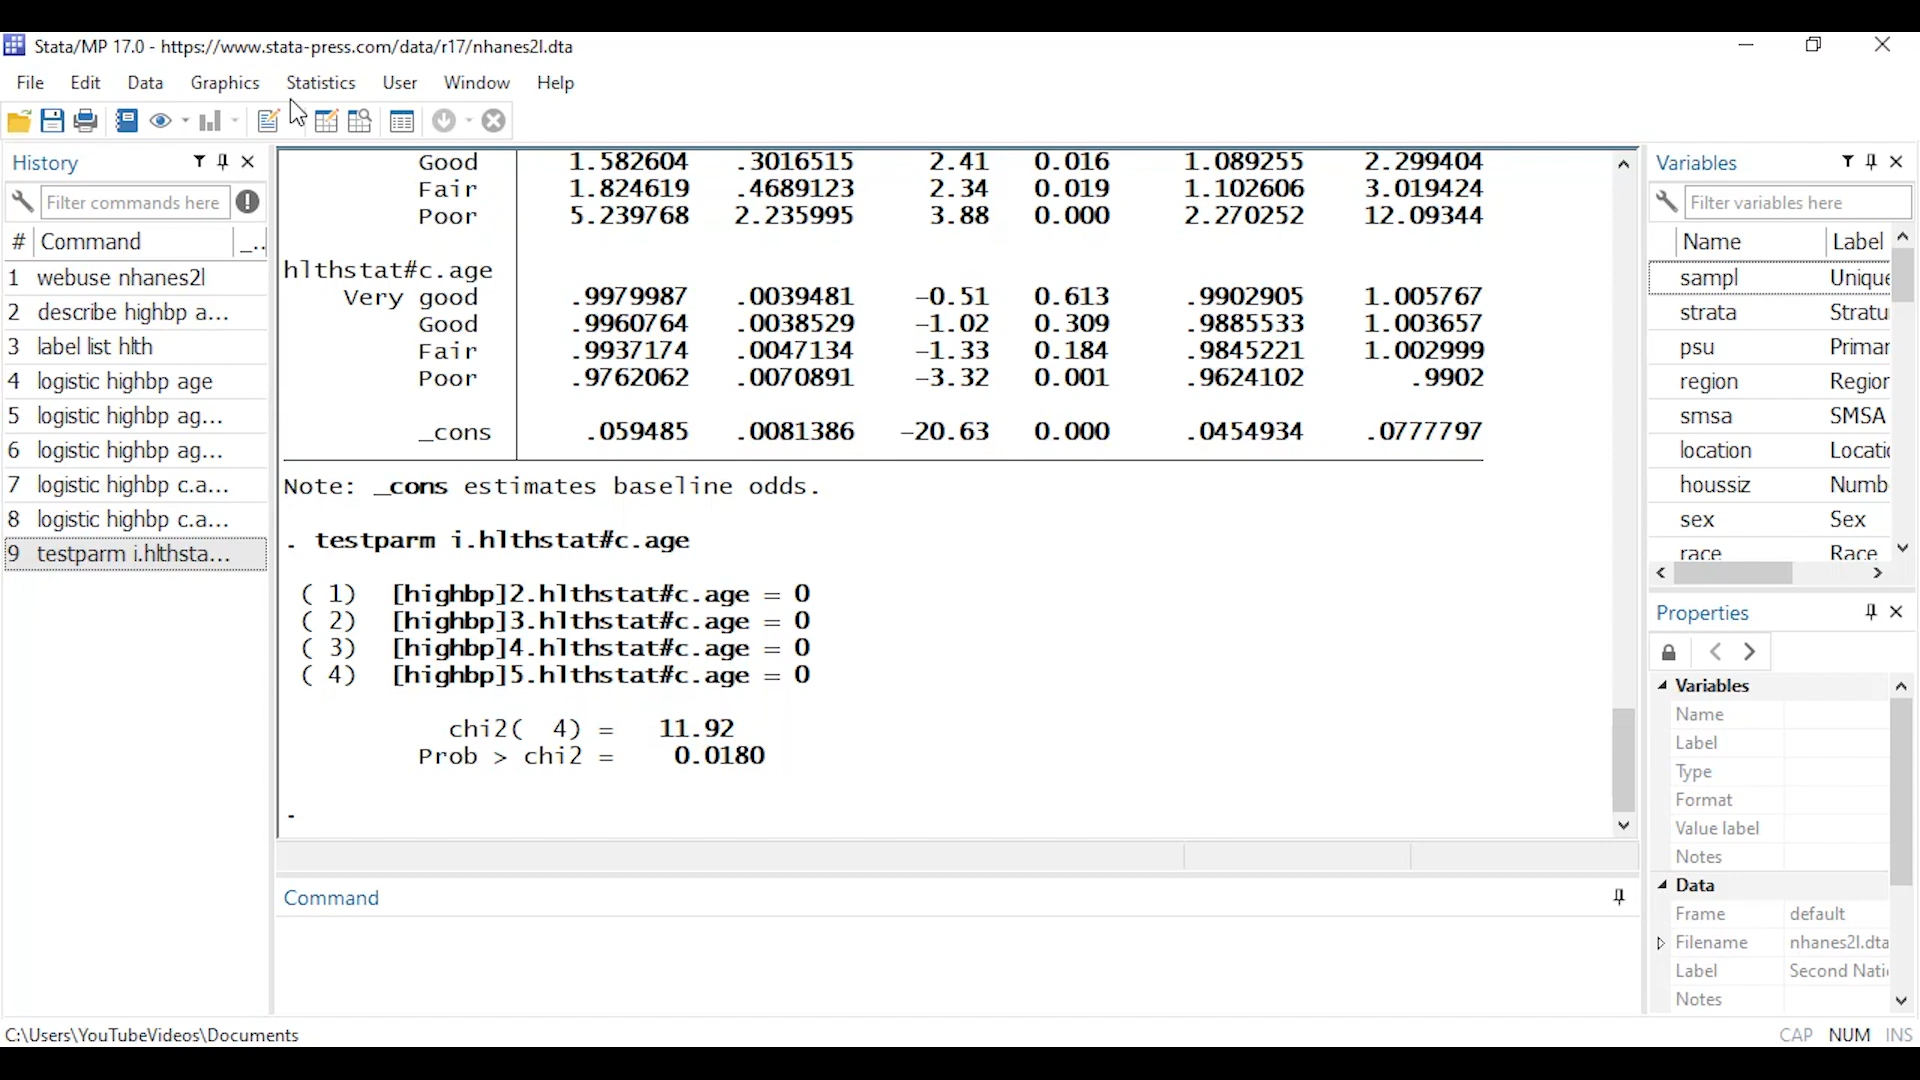 Stata/MP 17.0 - https://www.stata-press.com/data/r17/nhanes2l.dta
File Edit Data Graphics Statistics User Window Help
History
Filter commands here
# Command _..
1 webuse nhanes2l
2 describe highbp a...
3 label list hlth
4 logistic highbp age
5 logistic highbp ag...
6 logistic highbp ag...
7 logistic highbp c.a...
8 logistic highbp c.a...
9 testparm i.hlthsta...
Good 1.582604 .3016515 2.41 0.016 1.089255 2.299404
Fair 1.824619 .4689123 2.34 0.019 1.102606 3.019424
Poor 5.239768 2.235995 3.88 0.000 2.270252 12.09344
hlthstat#c.age
Very good .9979987 .0039481 -0.51 0.613 .9902905 1.005767
Good .9960764 .0038529 -1.02 0.309 .9885533 1.003657
Fair .9937174 .0047134 -1.33 0.184 .9845221 1.002999
Poor .9762062 .0070891 -3.32 0.001 .9624102 .9902
_cons .059485 .0081386 -20.63 0.000 .0454934 .0777797
Note: _cons estimates baseline odds.
. testparm i.hlthstat#c.age
( 1) [highbp]2.hlthstat#c.age = 0
( 2) [highbp]3.hlthstat#c.age = 0
( 3) [highbp]4.hlthstat#c.age = 0
( 4) [highbp]5.hlthstat#c.age = 0
chi2( 4) = 11.92
Prob > chi2 = 0.0180
.
Command
Variables
Filter variables here
Name Label
sampl Unique
strata Stratu
psu Primar
region Region
smsa SMSA
location Locatic
houssiz Numb
sex Sex
race Race
Properties
Variables
Name
Label
Type
Format
Value label
Notes
Data
Frame default
Filename nhanes2l.dta
Label Second Nati
Notes
C:\Users\YouTubeVideos\Documents
CAP NUM INS